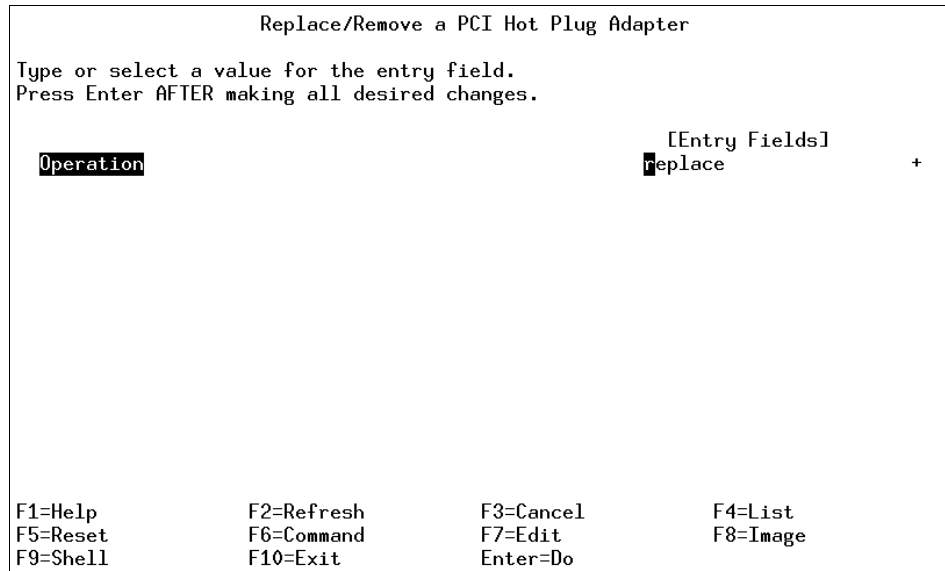 Replace/Remove a PCI Hot Plug Adapter
Type or select a value for the entry field.
Press Enter AFTER making all desired changes.
[Entry Fields]
Operation replace +
F1=Help F2=Refresh F3=Cancel F4=List
F5=Reset F6=Command F7=Edit F8=Image
F9=Shell F10=Exit Enter=Do